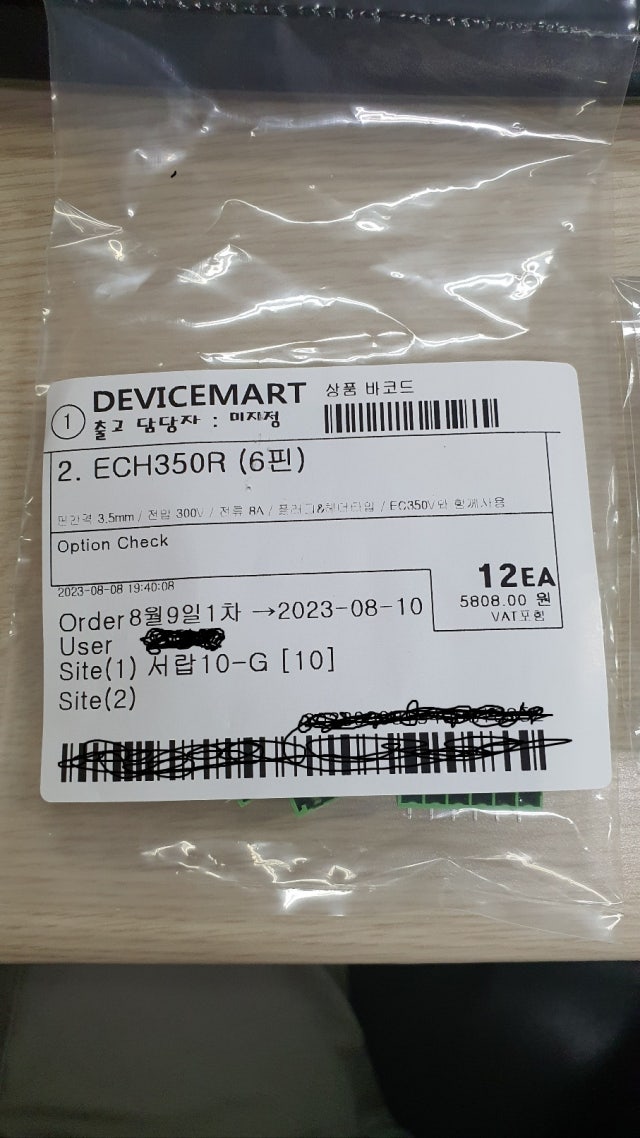 1
DEVICEMART
상품 바코드
출고 담당자 : 미지정
2. ECH350R (6핀)
핀간격 3.5mm / 전압 300V / 전류 8A / 플러그&헤더타입 / EC350V와 함께사용
Option Check
2023-08-08 19:40:08
12EA
5808.00 원
VAT포함
Order 8월9일1차 →2023-08-10
User
Site(1) 서랍10-G [10]
Site(2)